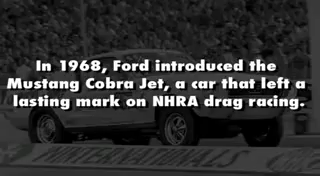 In 1968, Ford introduced the
Mustang Cobra Jet, a car that left a
lasting mark on NHRA drag racing.